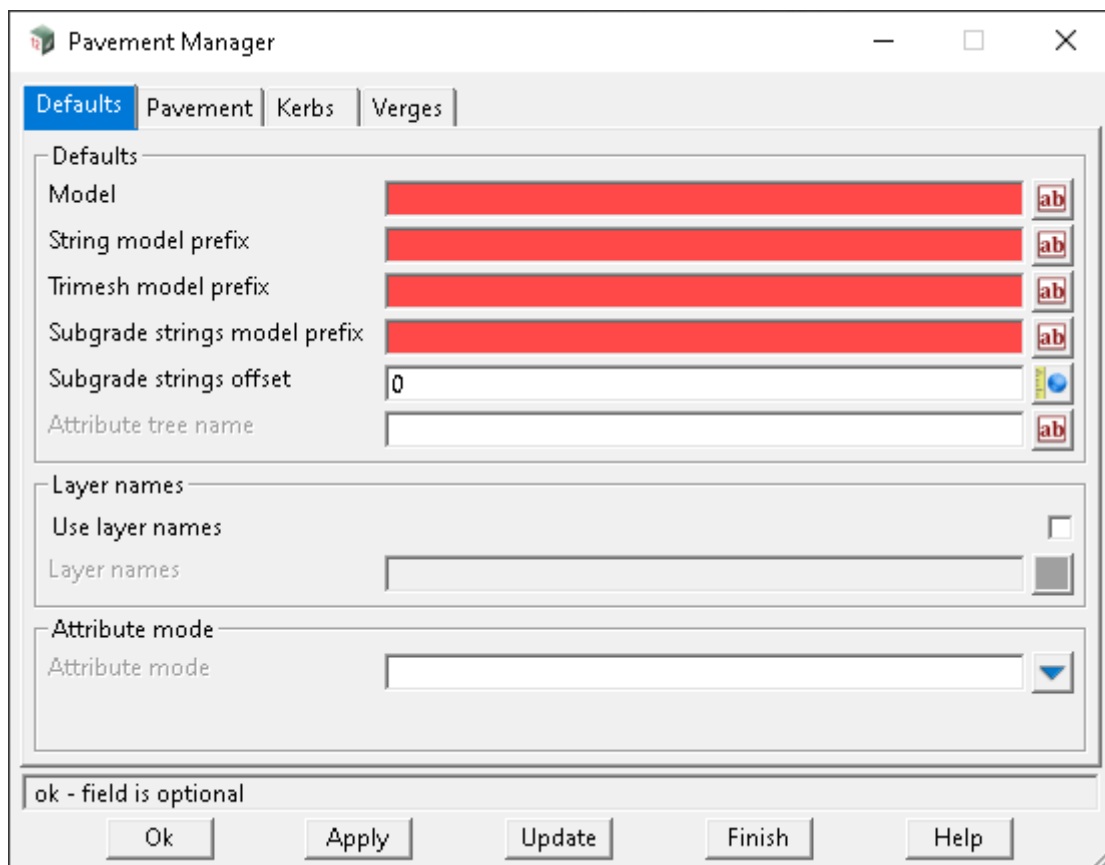 Pavement Manager
Defaults Pavement Kerbs Verges
Defaults
Model ab
String model prefix ab
Trimesh model prefix ab
Subgrade strings model prefix ab
Subgrade strings offset 0
Attribute tree name ab
Layer names
Use layer names
Layer names
Attribute mode
Attribute mode
ok - field is optional
Ok Apply Update Finish Help